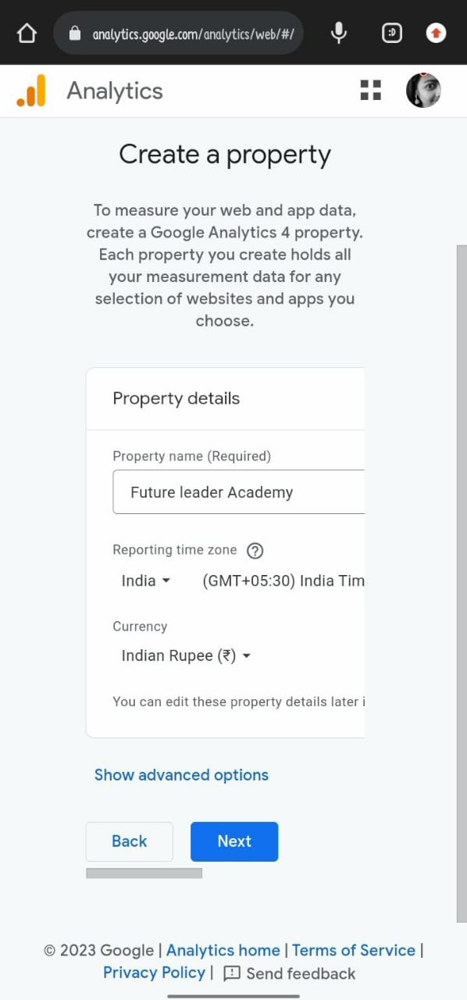 analytics.google.com/analytics/web/#/
:D
Analytics
Create a property
To measure your web and app data,
create a Google Analytics 4 property.
Each property you create holds all
your measurement data for any
selection of websites and apps you
choose.
Property details
Property name (Required)
Future leader Academy
Reporting time zone ?
India (GMT+05:30) India Tim
Currency
Indian Rupee (₹)
You can edit these property details later i
Show advanced options
Back Next
© 2023 Google | Analytics home | Terms of Service |
Privacy Policy | Send feedback